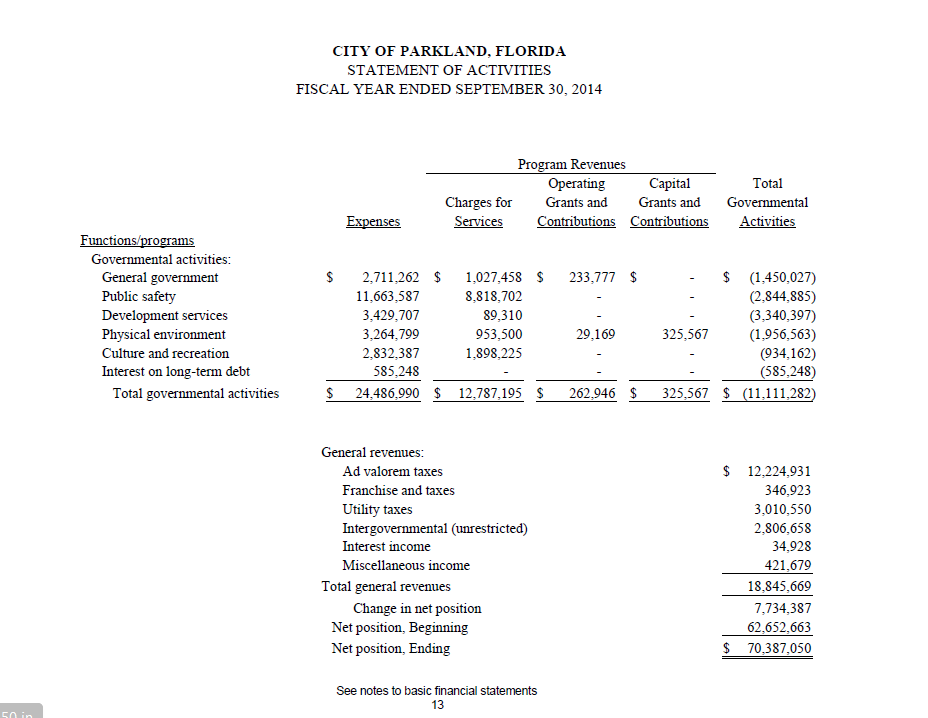 CITY OF PARKLAND, FLORIDA
STATEMENT OF ACTIVITIES
FISCAL YEAR ENDED SEPTEMBER 30, 2014
Program Revenues
Operating Capital Total
Charges for Grants and Grants and Governmental
Expenses Services Contributions Contributions Activities
Functions/programs
Governmental activities:
General government $ 2,711,262 $ 1,027,458 $ 233,777 $ - $ (1,450,027)
Public safety 11,663,587 8,818,702 - - (2,844,885)
Development services 3,429,707 89,310 - - (3,340,397)
Physical environment 3,264,799 953,500 29,169 325,567 (1,956,563)
Culture and recreation 2,832,387 1,898,225 - - (934,162)
Interest on long-term debt 585,248 - - - (585,248)
Total governmental activities $ 24,486,990 $ 12,787,195 $ 262,946 $ 325,567 $ (11,111,282)
General revenues:
Ad valorem taxes $ 12,224,931
Franchise and taxes 346,923
Utility taxes 3,010,550
Intergovernmental (unrestricted) 2,806,658
Interest income 34,928
Miscellaneous income 421,679
Total general revenues 18,845,669
Change in net position 7,734,387
Net position, Beginning 62,652,663
Net position, Ending $ 70,387,050
See notes to basic financial statements
13